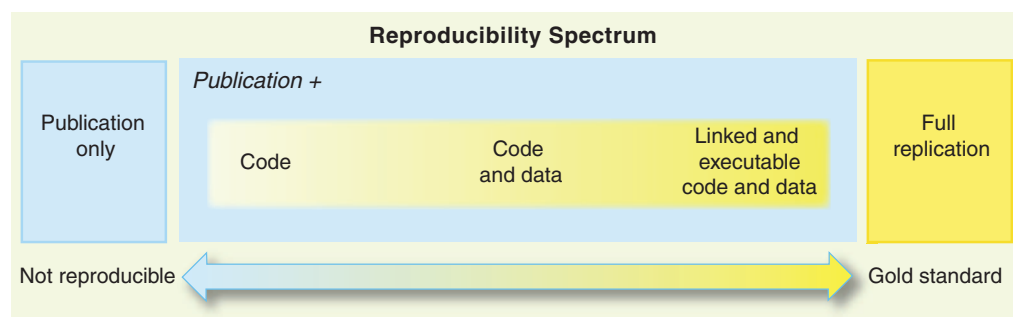 Reproducibility Spectrum
Publication
only
Publication +
Code
Code
and data
Linked and
executable
code and data
Full
replication
Not reproducible
Gold standard